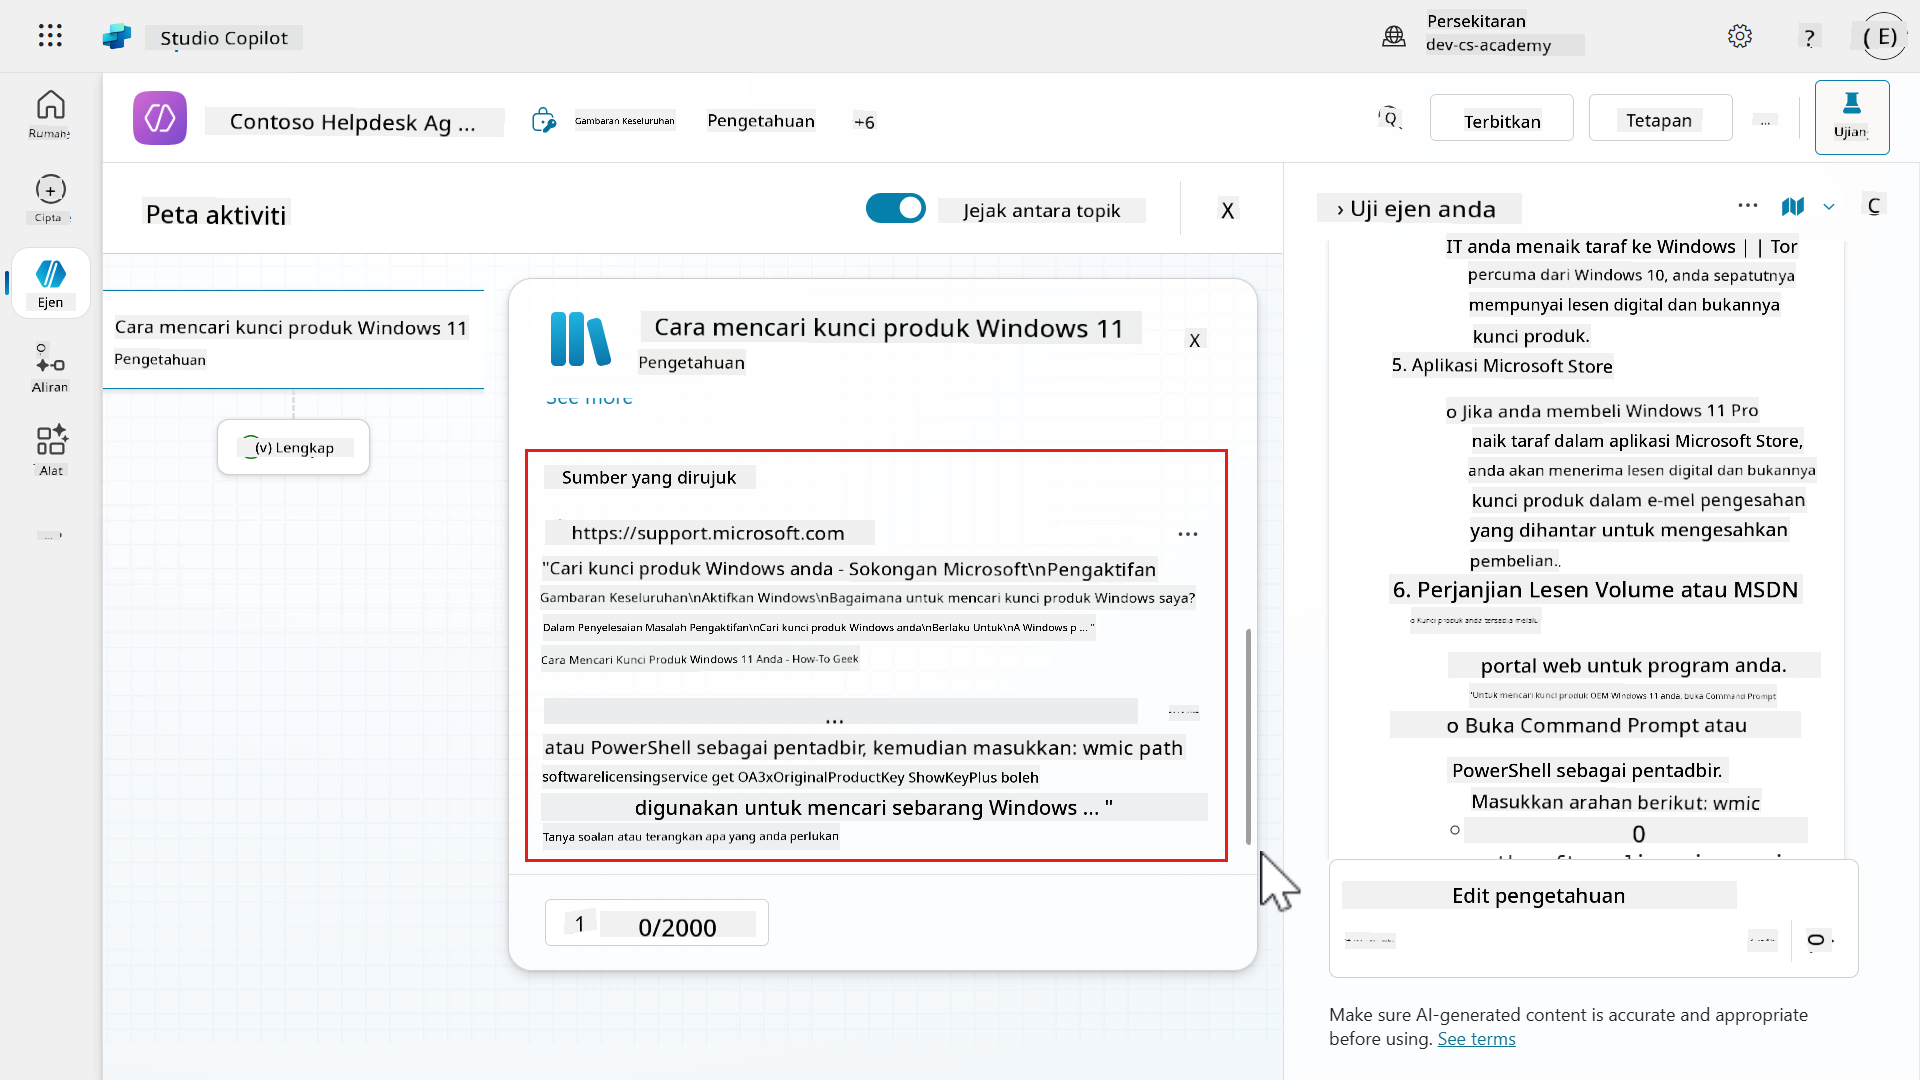 Studio Copilot
Persekitaran
dev-cs-academy
?
( E)
Rumah
Contoso Helpdesk Ag ...
Gambaran Keseluruhan
Pengetahuan
+6
Q
Terbitkan
Tetapan
...
Ujian
Cipta
Ejen
Aliran
Alat
Peta aktiviti
Jejak antara topik
X
Cara mencari kunci produk Windows 11
Pengetahuan
(v) Lengkap
Cara mencari kunci produk Windows 11
Pengetahuan
X
See more
Sumber yang dirujuk
https://support.microsoft.com
"Cari kunci produk Windows anda - Sokongan Microsoft\nPengaktifan
Gambaran Keseluruhan\nAktifkan Windows\nBagaimana untuk mencari kunci produk Windows saya?
Dalam Penyelesaian Masalah Pengaktifan\nCari kunci produk Windows anda\nBerlaku Untuk\nA Windows p ... "
Cara Mencari Kunci Produk Windows 11 Anda - How-To Geek
...
atau PowerShell sebagai pentadbir, kemudian masukkan: wmic path
softwarelicensingservice get OA3xOriginalProductKey ShowKeyPlus boleh
digunakan untuk mencari sebarang Windows ... "
Tanya soalan atau terangkan apa yang anda perlukan
1
0/2000
› Uji ejen anda
C
IT anda menaik taraf ke Windows | | Tor
percuma dari Windows 10, anda sepatutnya
mempunyai lesen digital dan bukannya
kunci produk.
5. Aplikasi Microsoft Store
o Jika anda membeli Windows 11 Pro
naik taraf dalam aplikasi Microsoft Store,
anda akan menerima lesen digital dan bukannya
kunci produk dalam e-mel pengesahan
yang dihantar untuk mengesahkan
pembelian..
6. Perjanjian Lesen Volume atau MSDN
o Kunci produk anda tersedia melalui
portal web untuk program anda.
"Untuk mencari kunci produk OEM Windows 11 anda, buka Command Prompt
o Buka Command Prompt atau
PowerShell sebagai pentadbir.
Masukkan arahan berikut: wmic
0
Edit pengetahuan
Make sure AI-generated content is accurate and appropriate
before using. See terms